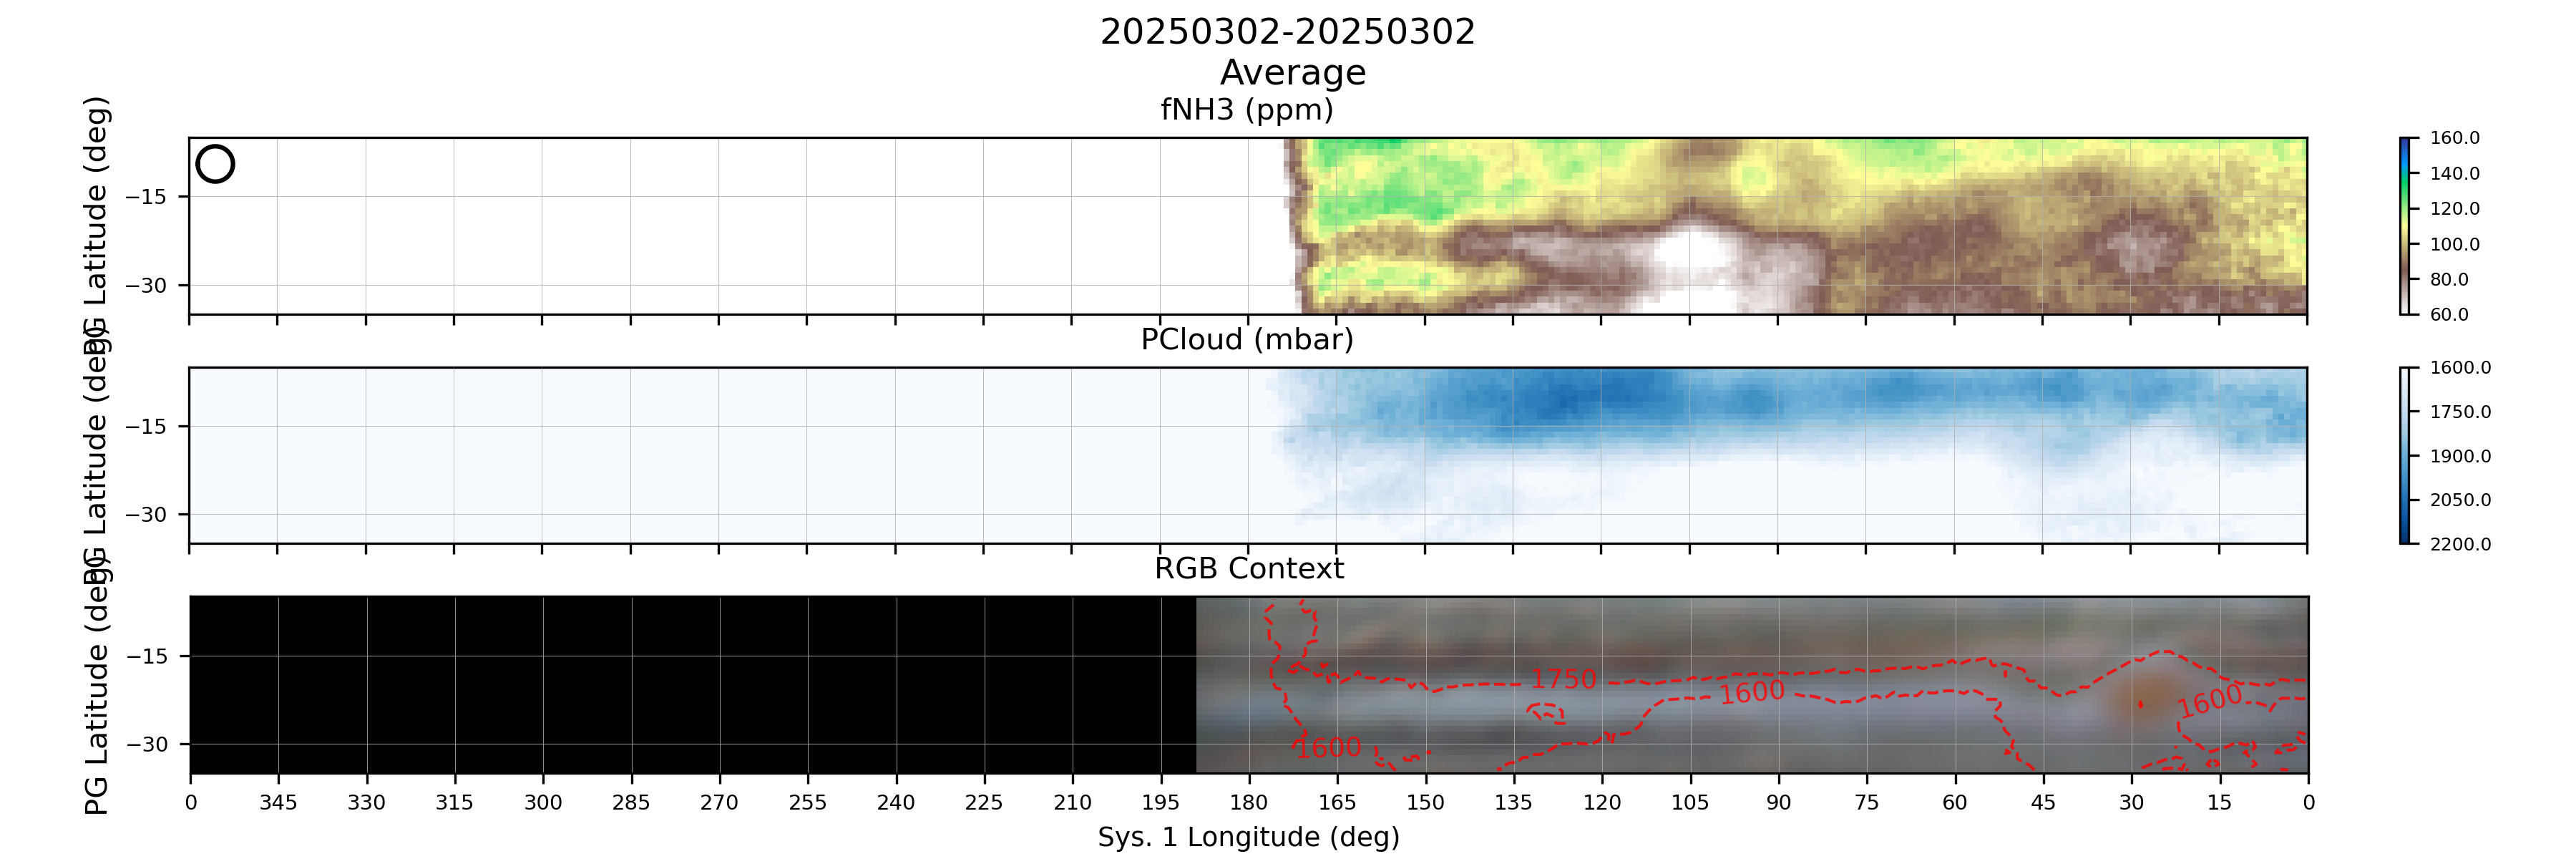 20250302-20250302
Average
fNH3 (ppm)
PG Latitude (deg)
−15
−30
160.0
140.0
120.0
100.0
80.0
60.0
PCloud (mbar)
PG Latitude (deg)
−15
−30
1600.0
1750.0
1900.0
2050.0
2200.0
RGB Context
PG Latitude (deg)
−15
−30
1750
1600
1600
1600
0 345 330 315 300 285 270 255 240 225 210 195 180 165 150 135 120 105 90 75 60 45 30 15 0
Sys. 1 Longitude (deg)